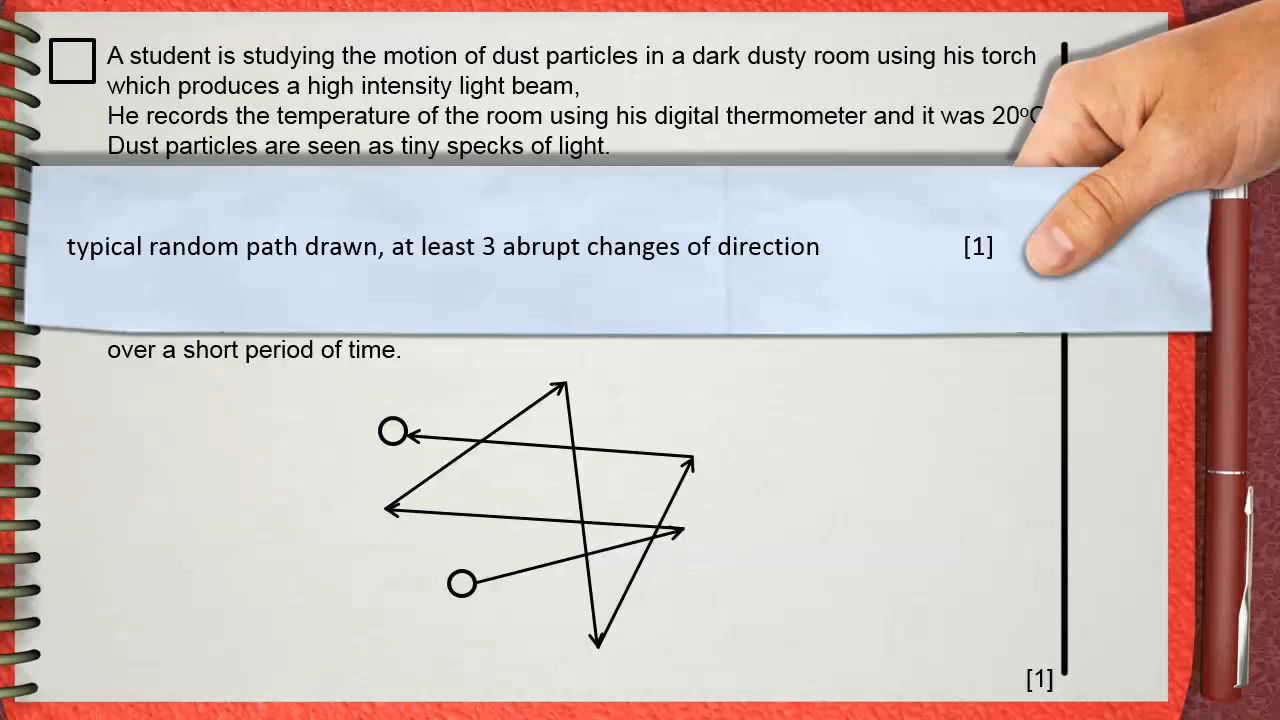 A student is studying the motion of dust particles in a dark dusty room using his torch
which produces a high intensity light beam,
He records the temperature of the room using his digital thermometer and it was 20°C
Dust particles are seen as tiny specks of light.
typical random path drawn, at least 3 abrupt changes of direction [1]
over a short period of time.
[1]